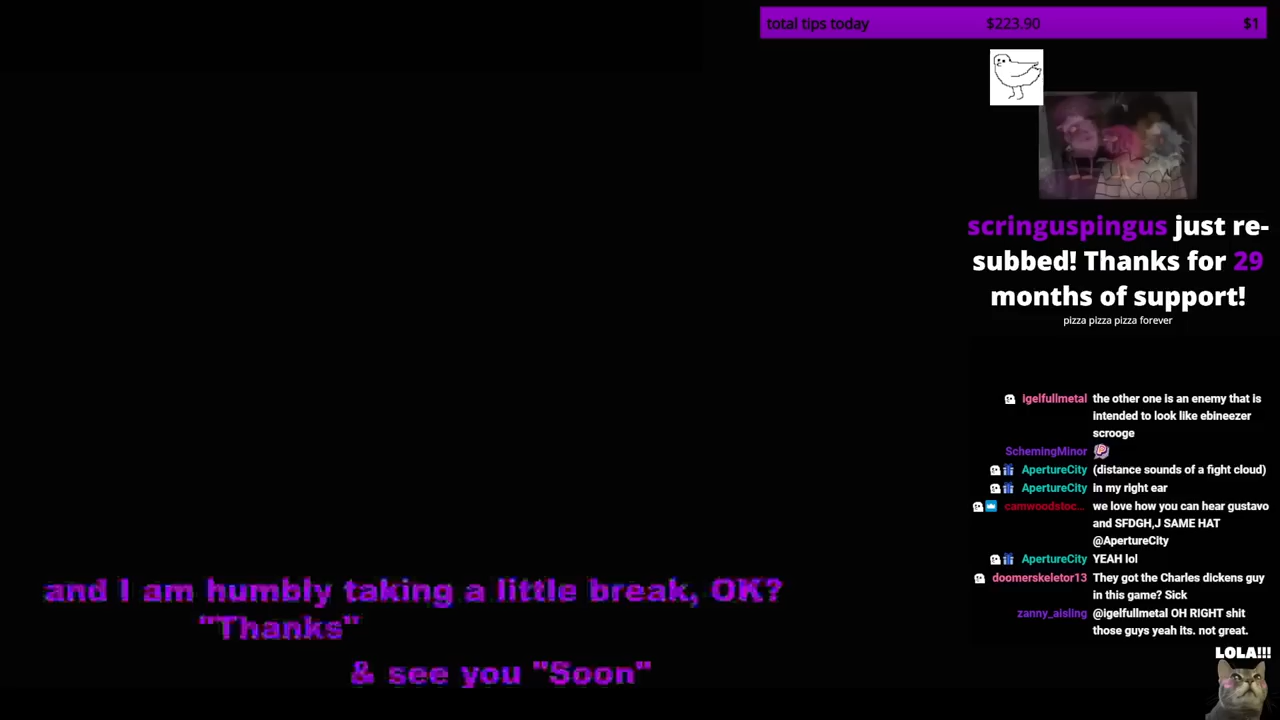 total tips today $223.90 $1
scringuspingus just re-
subbed! Thanks for 29
months of support!
pizza pizza pizza forever
igelfullmetal the other one is an enemy that is
intended to look like ebineezer
scrooge
SchemingMinor
ApertureCity (distance sounds of a fight cloud)
ApertureCity in my right ear
camwoodstoc... we love how you can hear gustavo
and SFDGH,J SAME HAT
@ApertureCity
ApertureCity YEAH lol
doomerskeletor13 They got the Charles dickens guy
in this game? Sick
zanny_aisling @igelfullmetal OH RIGHT shit
those guys yeah its. not great.
LOLA!!!
and I am humbly taking a little break, OK?
"Thanks"
& see you "Soon"